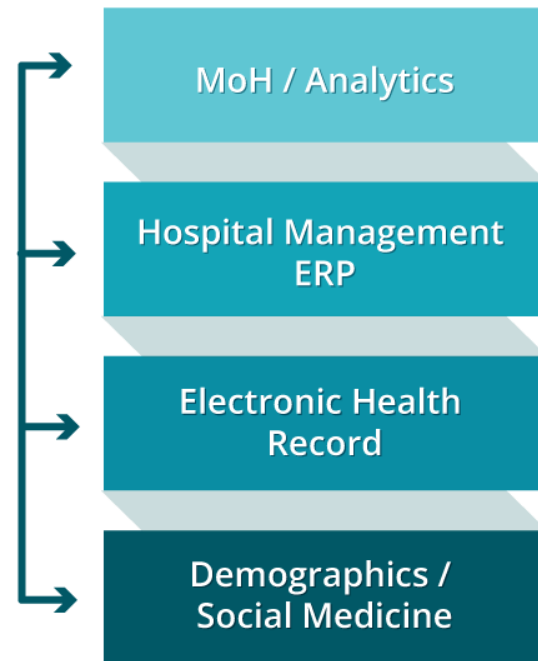 MoH / Analytics
Hospital Management
ERP
Electronic Health
Record
Demographics /
Social Medicine